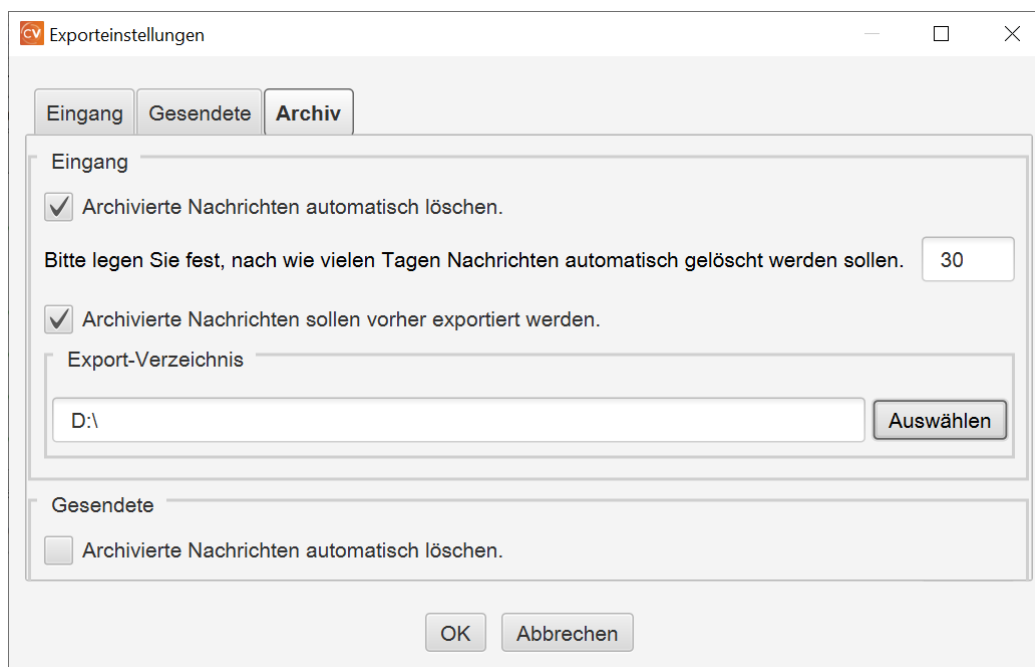 CV Exporteinstellungen
Eingang Gesendete Archiv
Eingang
Archivierte Nachrichten automatisch löschen.
Bitte legen Sie fest, nach wie vielen Tagen Nachrichten automatisch gelöscht werden sollen. 30
Archivierte Nachrichten sollen vorher exportiert werden.
Export-Verzeichnis
D:\ Auswählen
Gesendete
Archivierte Nachrichten automatisch löschen.
OK Abbrechen